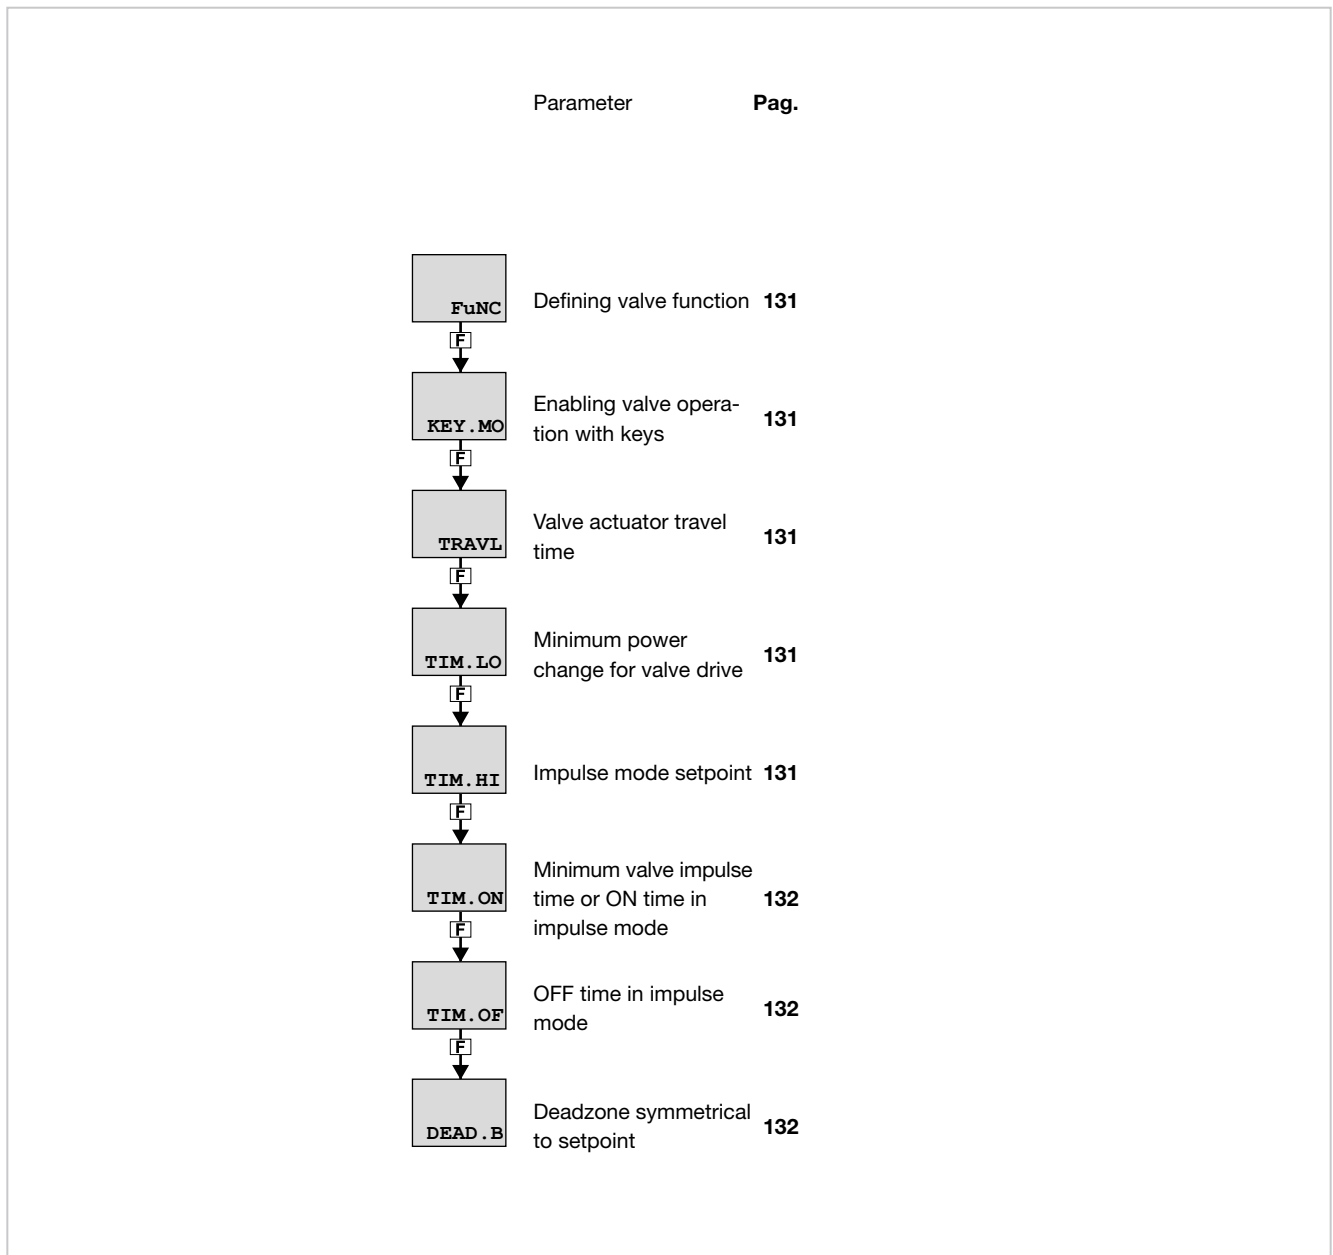 Parameter Pag.
FuNC Defining valve function 131
F
KEY.MO Enabling valve opera-
tion with keys 131
F
TRAVL Valve actuator travel
time 131
F
TIM.LO Minimum power
change for valve drive 131
F
TIM.HI Impulse mode setpoint 131
F
TIM.ON Minimum valve impulse
time or ON time in 132
impulse mode
F
TIM.OF OFF time in impulse
mode 132
F
DEAD.B Deadzone symmetrical
to setpoint 132